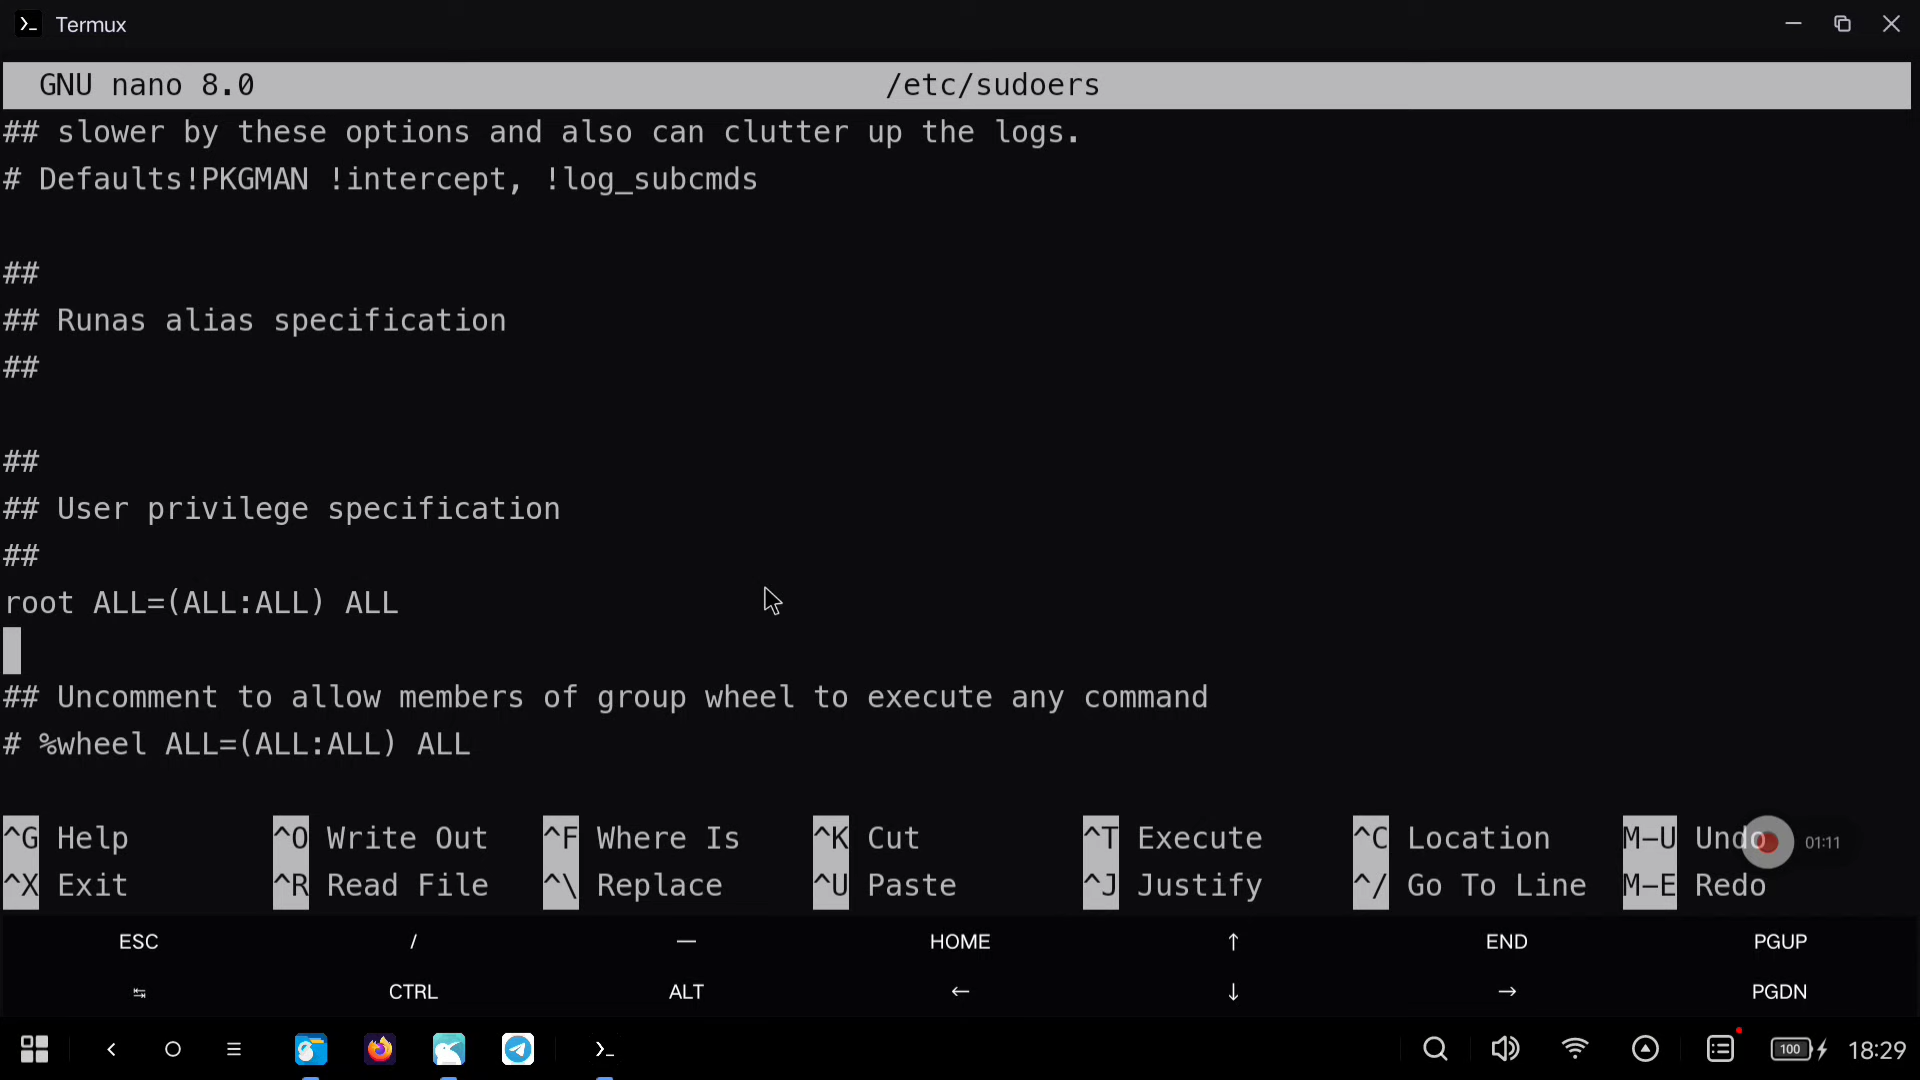 >_ Termux
GNU nano 8.0 /etc/sudoers
## slower by these options and also can clutter up the logs.
# Defaults!PKGMAN !intercept, !log_subcmds
##
## Runas alias specification
##
##
## User privilege specification
##
root ALL=(ALL:ALL) ALL
## Uncomment to allow members of group wheel to execute any command
# %wheel ALL=(ALL:ALL) ALL
^G Help ^O Write Out ^F Where Is ^K Cut ^T Execute ^C Location M-U Undo 01:11
^X Exit ^R Read File ^\ Replace ^U Paste ^J Justify ^/ Go To Line M-E Redo
ESC / — HOME ↑ END PGUP
↹ CTRL ALT ← ↓ → PGDN
>_ 100 18:29